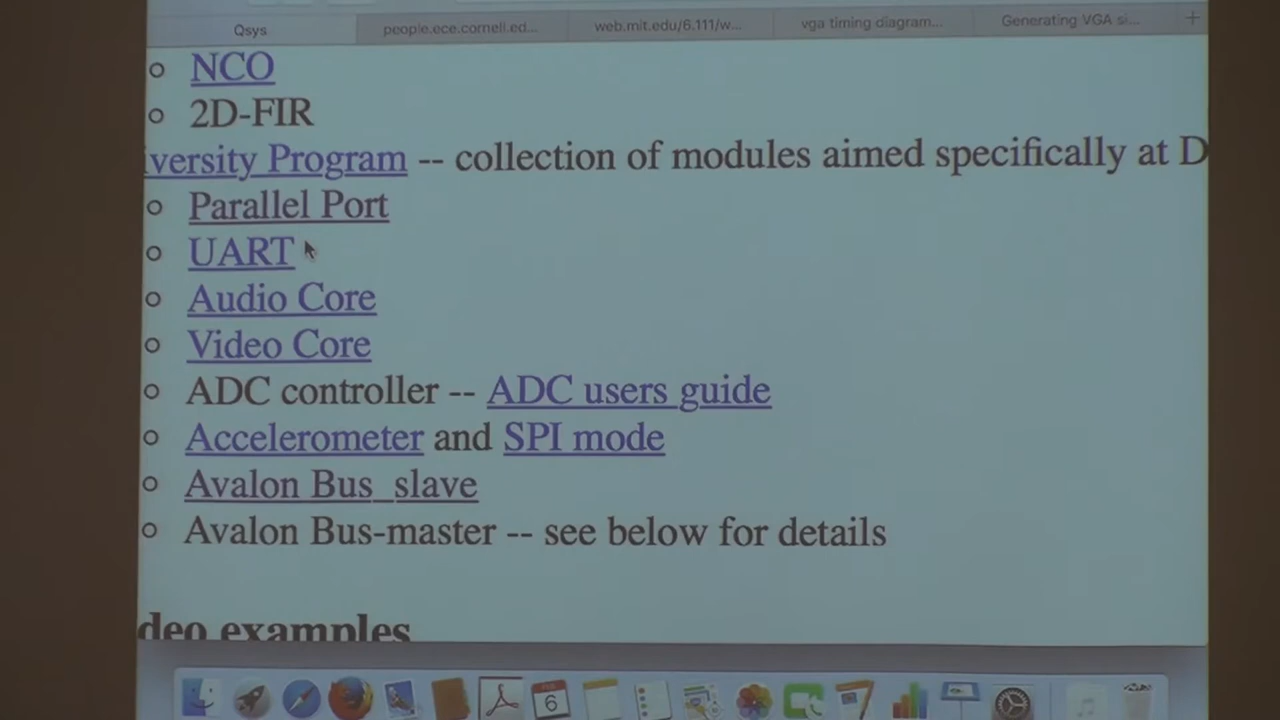 Qsys people.ece.cornell.ed... web.mit.edu/6.111/w... vga timing diagram... Generating VGA si... +
NCO
2D-FIR
iversity Program -- collection of modules aimed specifically at D
Parallel Port
UART
Audio Core
Video Core
ADC controller -- ADC users guide
Accelerometer and SPI mode
Avalon Bus_slave
Avalon Bus-master -- see below for details
deo examples
6